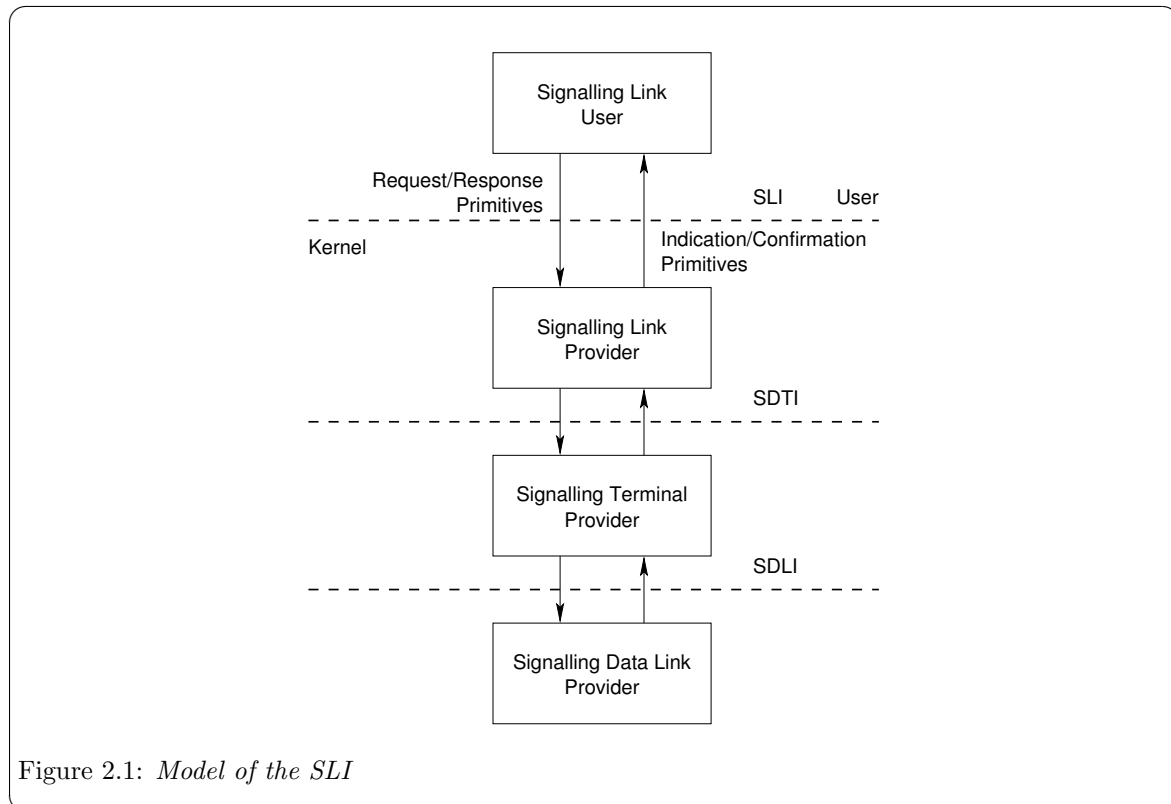 Signalling Link
User
Request/Response
Primitives
SLI User
Kernel
Indication/Confirmation
Primitives
Signalling Link
Provider
SDTI
Signalling Terminal
Provider
SDLI
Signalling Data Link
Provider
Figure 2.1: Model of the SLI